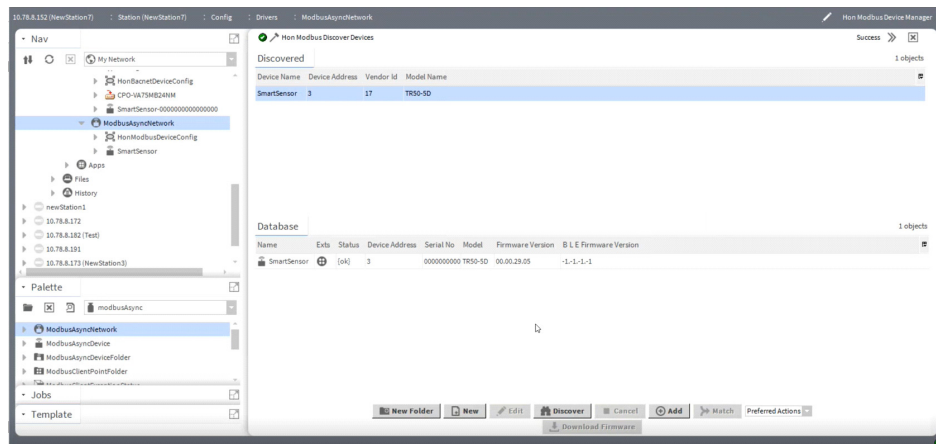 10.78.8.152 (NewStation7) : Station (NewStation7) : Config : Drivers : ModbusAsyncNetwork Hon Modbus Device Manager
Nav
My Network
HonBacnetDeviceConfig
CPO-VA75MB24NM
SmartSensor-0000000000000000
ModbusAsyncNetwork
HonModbusDeviceConfig
SmartSensor
Apps
Files
History
newStation1
10.78.8.172
10.78.8.182 (Test)
10.78.8.191
10.78.8.173 (NewStation3)
Palette
modbusAsync
ModbusAsyncNetwork
ModbusAsyncDevice
ModbusAsyncDeviceFolder
ModbusClientPointFolder
Jobs
Template
Hon Modbus Discover Devices Success
Discovered 1 objects
Device Name Device Address Vendor Id Model Name
SmartSensor 3 17 TR50-5D
Database 1 objects
Name Exts Status Device Address Serial No Model Firmware Version B L E Firmware Version
SmartSensor {ok} 3 0000000000 TR50-5D 00.00.29.05 -1.-1.-1.-1
New Folder New Edit Discover Cancel Add Match Preferred Actions
Download Firmware